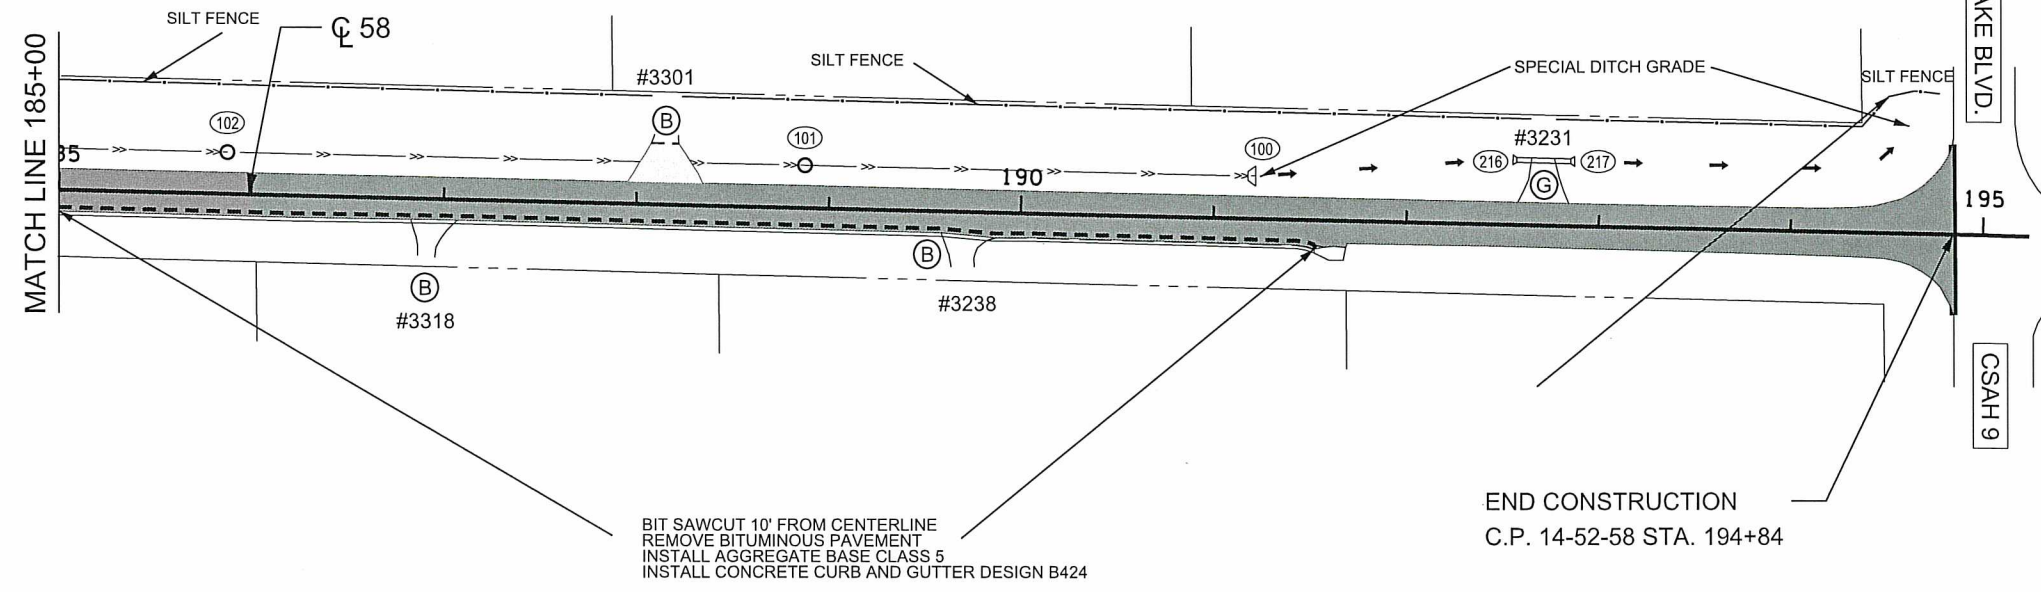 SILT FENCE
℄ 58
AKE BLVD.
MATCH LINE 185+00
SILT FENCE
#3301
SPECIAL DITCH GRADE
SILT FENCE
102
B
101
100
#3231
216
217
35
G
190
195
B
B
#3318
#3238
CSAH 9
BIT SAWCUT 10' FROM CENTERLINE
REMOVE BITUMINOUS PAVEMENT
INSTALL AGGREGATE BASE CLASS 5
INSTALL CONCRETE CURB AND GUTTER DESIGN B424
END CONSTRUCTION
C.P. 14-52-58 STA. 194+84